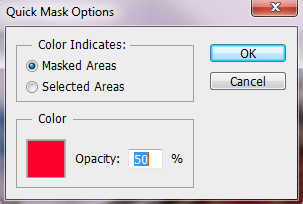 Quick Mask Options
Color Indicates:
Masked Areas
Selected Areas
OK
Cancel
Color
Opacity: 50 %